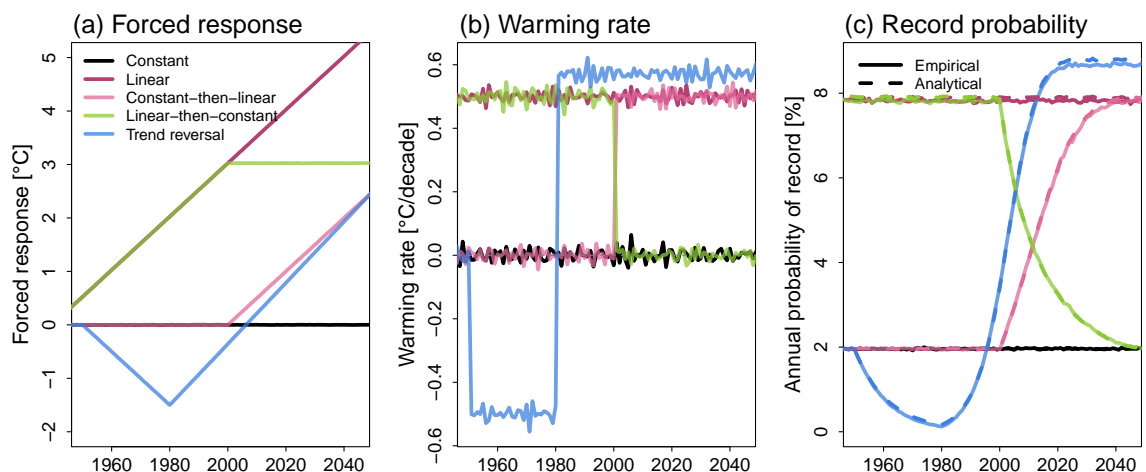 (a) Forced response
Forced response [°C]
5
4
3
2
1
0
−1
−2
Constant
Linear
Constant−then−linear
Linear−then−constant
Trend reversal
1960 1980 2000 2020 2040
(b) Warming rate
Warming rate [°C/decade]
0.6
0.4
0.2
0.0
−0.2
−0.4
−0.6
1960 1980 2000 2020 2040
(c) Record probability
Annual probability of record [%]
8
6
4
2
0
Empirical
Analytical
1960 1980 2000 2020 2040